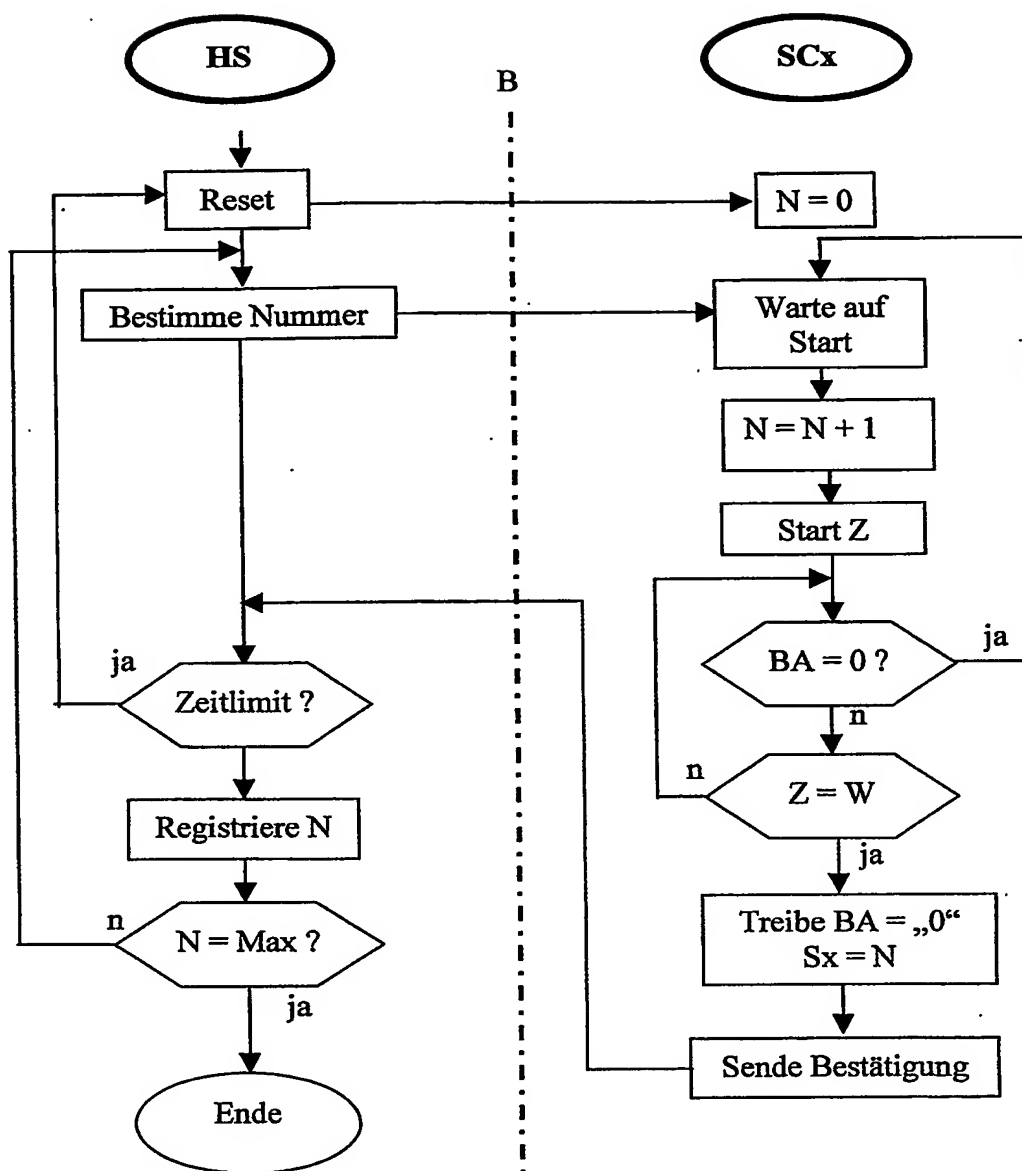 HS
SCx
B
Reset
N = 0
Bestimme Nummer
Warte auf
Start
N = N + 1
Start Z
BA = 0 ?
ja
n
ja
Zeitlimit ?
Z = W
n
ja
Registriere N
n
N = Max ?
ja
Treibe BA = „0“
Sx = N
Sende Bestätigung
Ende